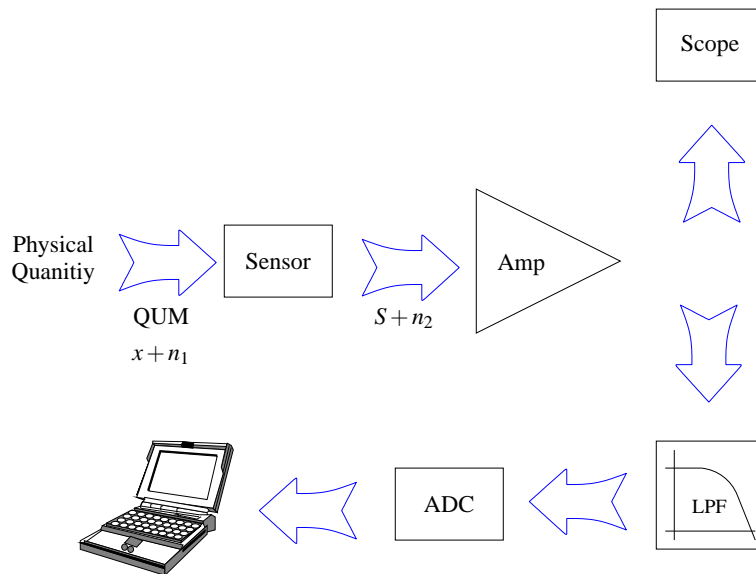 Scope
Physical
Quanitiy
Sensor
Amp
QUM
x + n₁
S + n₂
ADC
LPF